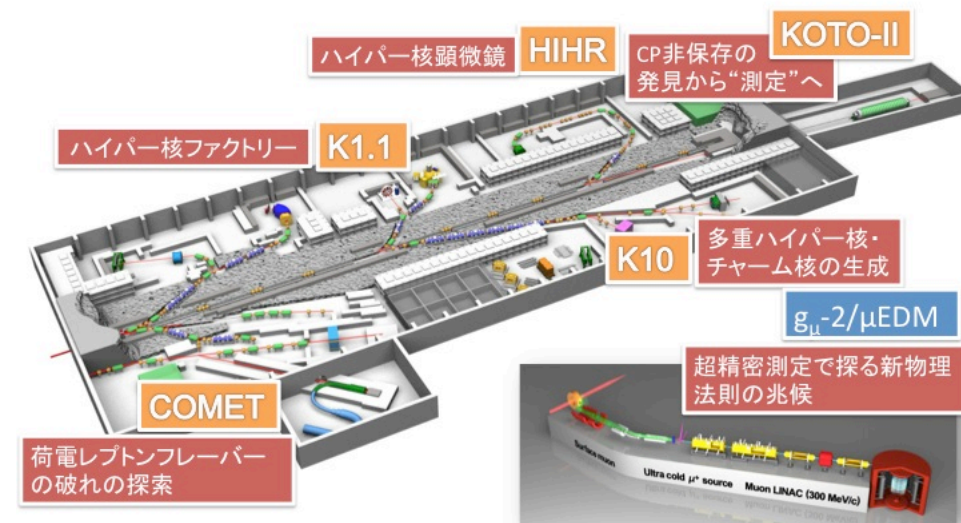 ハイパー核顕微鏡
HIHR
CP非保存の
発見から“測定”へ
KOTO-II
ハイパー核ファクトリー
K1.1
K10
多重ハイパー核・
チャーム核の生成
gμ-2/μEDM
超精密測定で探る新物理
法則の兆候
COMET
荷電レプトンフレーバー
の破れの探索
Surface muon
Ultra cold μ+ source
Muon LINAC (300 MeV/c)